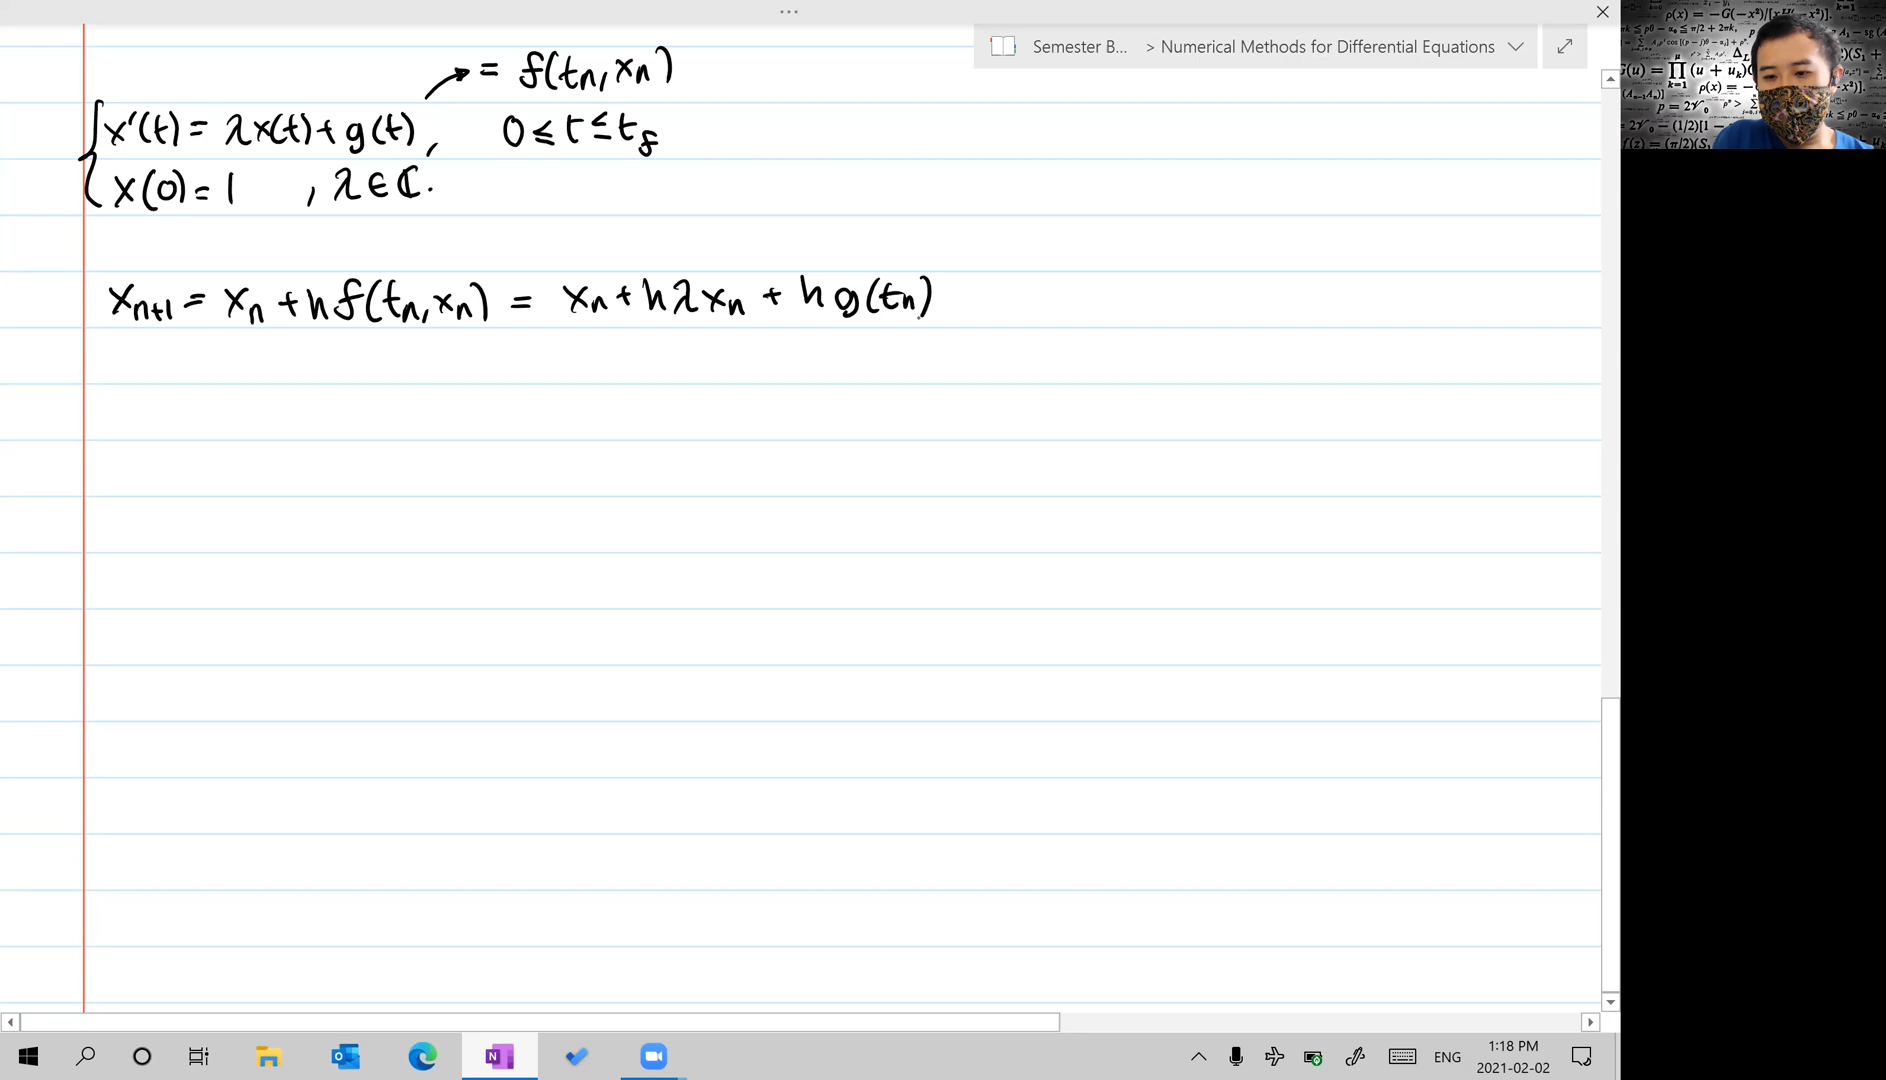 Semester B... > Numerical Methods for Differential Equations
= f(tn, xn)
x'(t) = λx(t) + g(t), 0 ≤ t ≤ tf
x(0) = 1 , λ ∈ ℂ.
xn+1 = xn + hf(tn, xn) = xn + hλxn + hg(tn)
ENG
1:18 PM
2021-02-02